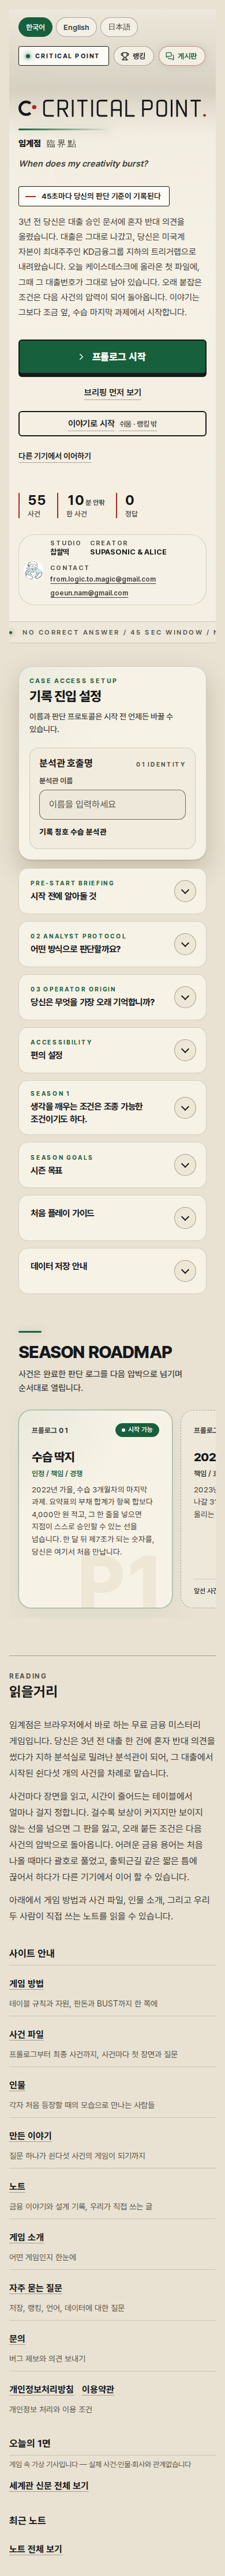 한국어 English 日本語
CRITICAL POINT 랭킹 게시판
C CRITICAL POINT.
임계점 臨界點
When does my creativity burst?
45초마다 당신의 판단 기준이 기록된다
3년 전 당신은 대출 승인 문서에 혼자 반대 의견을
올렸습니다. 대출은 그대로 나갔고, 당신은 미국계
자본이 최대주주인 KD금융그룹 지하의 트리거랩으로
내려왔습니다. 오늘 케이스데스크에 올라온 첫 파일에,
그때 그 대출번호가 그대로 남아 있습니다. 오래 붙잡은
조건은 다음 사건의 압력이 되어 돌아옵니다. 이야기는
그보다 조금 앞, 수습 마지막 과제에서 시작합니다.
프롤로그 시작
브리핑 먼저 보기
이야기로 시작 쉬움 · 랭킹 밖
다른 기기에서 이어하기
55 10분 안팎 0
사건 한 사건 정답
STUDIO CREATOR
찹쌀떡 SUPASONIC & ALICE
CONTACT
from.logic.to.magic@gmail.com
goeun.nam@gmail.com
NO CORRECT ANSWER / 45 SEC WINDOW /
CASE ACCESS SETUP
기록 진입 설정
이름과 판단 프로토콜은 시작 전 언제든 바꿀 수
있습니다.
분석관 호출명 01 IDENTITY
분석관 이름
이름을 입력하세요
기록 칭호 수습 분석관
PRE-START BRIEFING
시작 전에 알아둘 것
02 ANALYST PROTOCOL
어떤 방식으로 판단할까요?
03 OPERATOR ORIGIN
당신은 무엇을 가장 오래 기억합니까?
ACCESSIBILITY
편의 설정
SEASON 1
생각을 깨우는 조건은 조종 가능한
조건이기도 하다.
SEASON GOALS
시즌 목표
처음 플레이 가이드
데이터 저장 안내
SEASON ROADMAP
사건은 완료한 판단 로그를 다음 압력으로 넘기며
순서대로 열립니다.
프롤로그 01 시작 가능
수습 딱지
인정 / 책임 / 경쟁
2022년 가을, 수습 3개월차의 마지막
과제. 요약표의 부채 합계가 항목 합보다
4,000만 원 적고, 그 한 줄을 넣으면
지점이 스스로 승인할 수 있는 선을
넘습니다. 한 달 뒤 제7조가 되는 숫자를,
당신은 여기서 처음 만납니다.
P1
READING
읽을거리
임계점은 브라우저에서 바로 하는 무료 금융 미스터리
게임입니다. 당신은 3년 전 대출 한 건에 혼자 반대 의견을
썼다가 지하 분석실로 밀려난 분석관이 되어, 그 대출에서
시작된 쉰다섯 개의 사건을 차례로 맡습니다.
사건마다 장면을 읽고, 시간이 줄어드는 테이블에서
얼마나 걸지 정합니다. 걸수록 보상이 커지지만 보이지
않는 선을 넘으면 그 판을 잃고, 오래 붙든 조건은 다음
사건의 압력으로 돌아옵니다. 어려운 금융 용어는 처음
나올 때마다 괄호로 풀었고, 출퇴근길 같은 짧은 틈에
끊어서 하다가 다른 기기에서 이어 할 수 있습니다.
아래에서 게임 방법과 사건 파일, 인물 소개, 그리고 우리
두 사람이 직접 쓰는 노트를 읽을 수 있습니다.
사이트 안내
게임 방법
테이블 규칙과 자원, 판돈과 BUST까지 한 쪽에
사건 파일
프롤로그부터 최종 사건까지, 사건마다 첫 장면과 질문
인물
각자 처음 등장할 때의 모습으로 만나는 사람들
만든 이야기
질문 하나가 쉰다섯 사건의 게임이 되기까지
노트
금융 이야기와 설계 기록, 우리가 직접 쓰는 글
게임 소개
어떤 게임인지 한눈에
자주 묻는 질문
저장, 랭킹, 언어, 데이터에 대한 질문
문의
버그 제보와 의견 보내기
개인정보처리방침 이용약관
개인정보 처리와 이용 조건
오늘의 1면
게임 속 가상 기사입니다 — 실제 사건·인물·회사와 관계없습니다
세계관 신문 전체 보기
최근 노트
노트 전체 보기